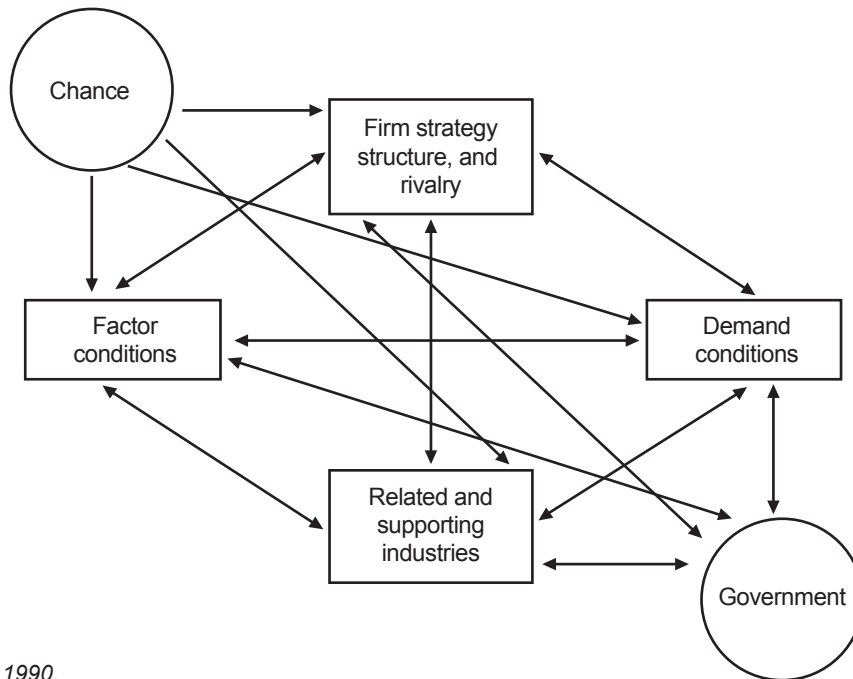 Chance
Firm strategy
structure, and
rivalry
Factor
conditions
Demand
conditions
Related and
supporting
industries
Government
1990.